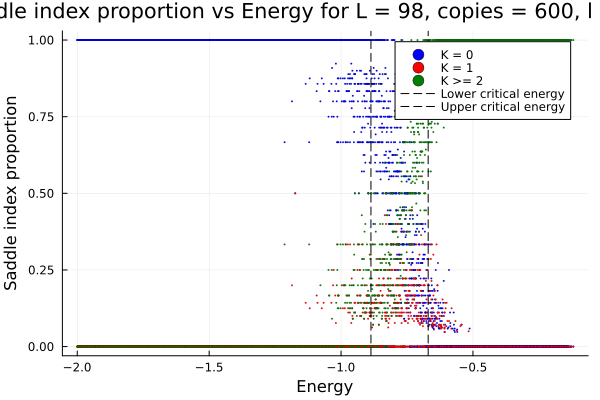 dle index proportion vs Energy for L = 98, copies = 600,
1.00
0.75
0.50
0.25
0.00
Saddle index proportion
K = 0
K = 1
K >= 2
Lower critical energy
Upper critical energy
−2.0 −1.5 −1.0 −0.5
Energy